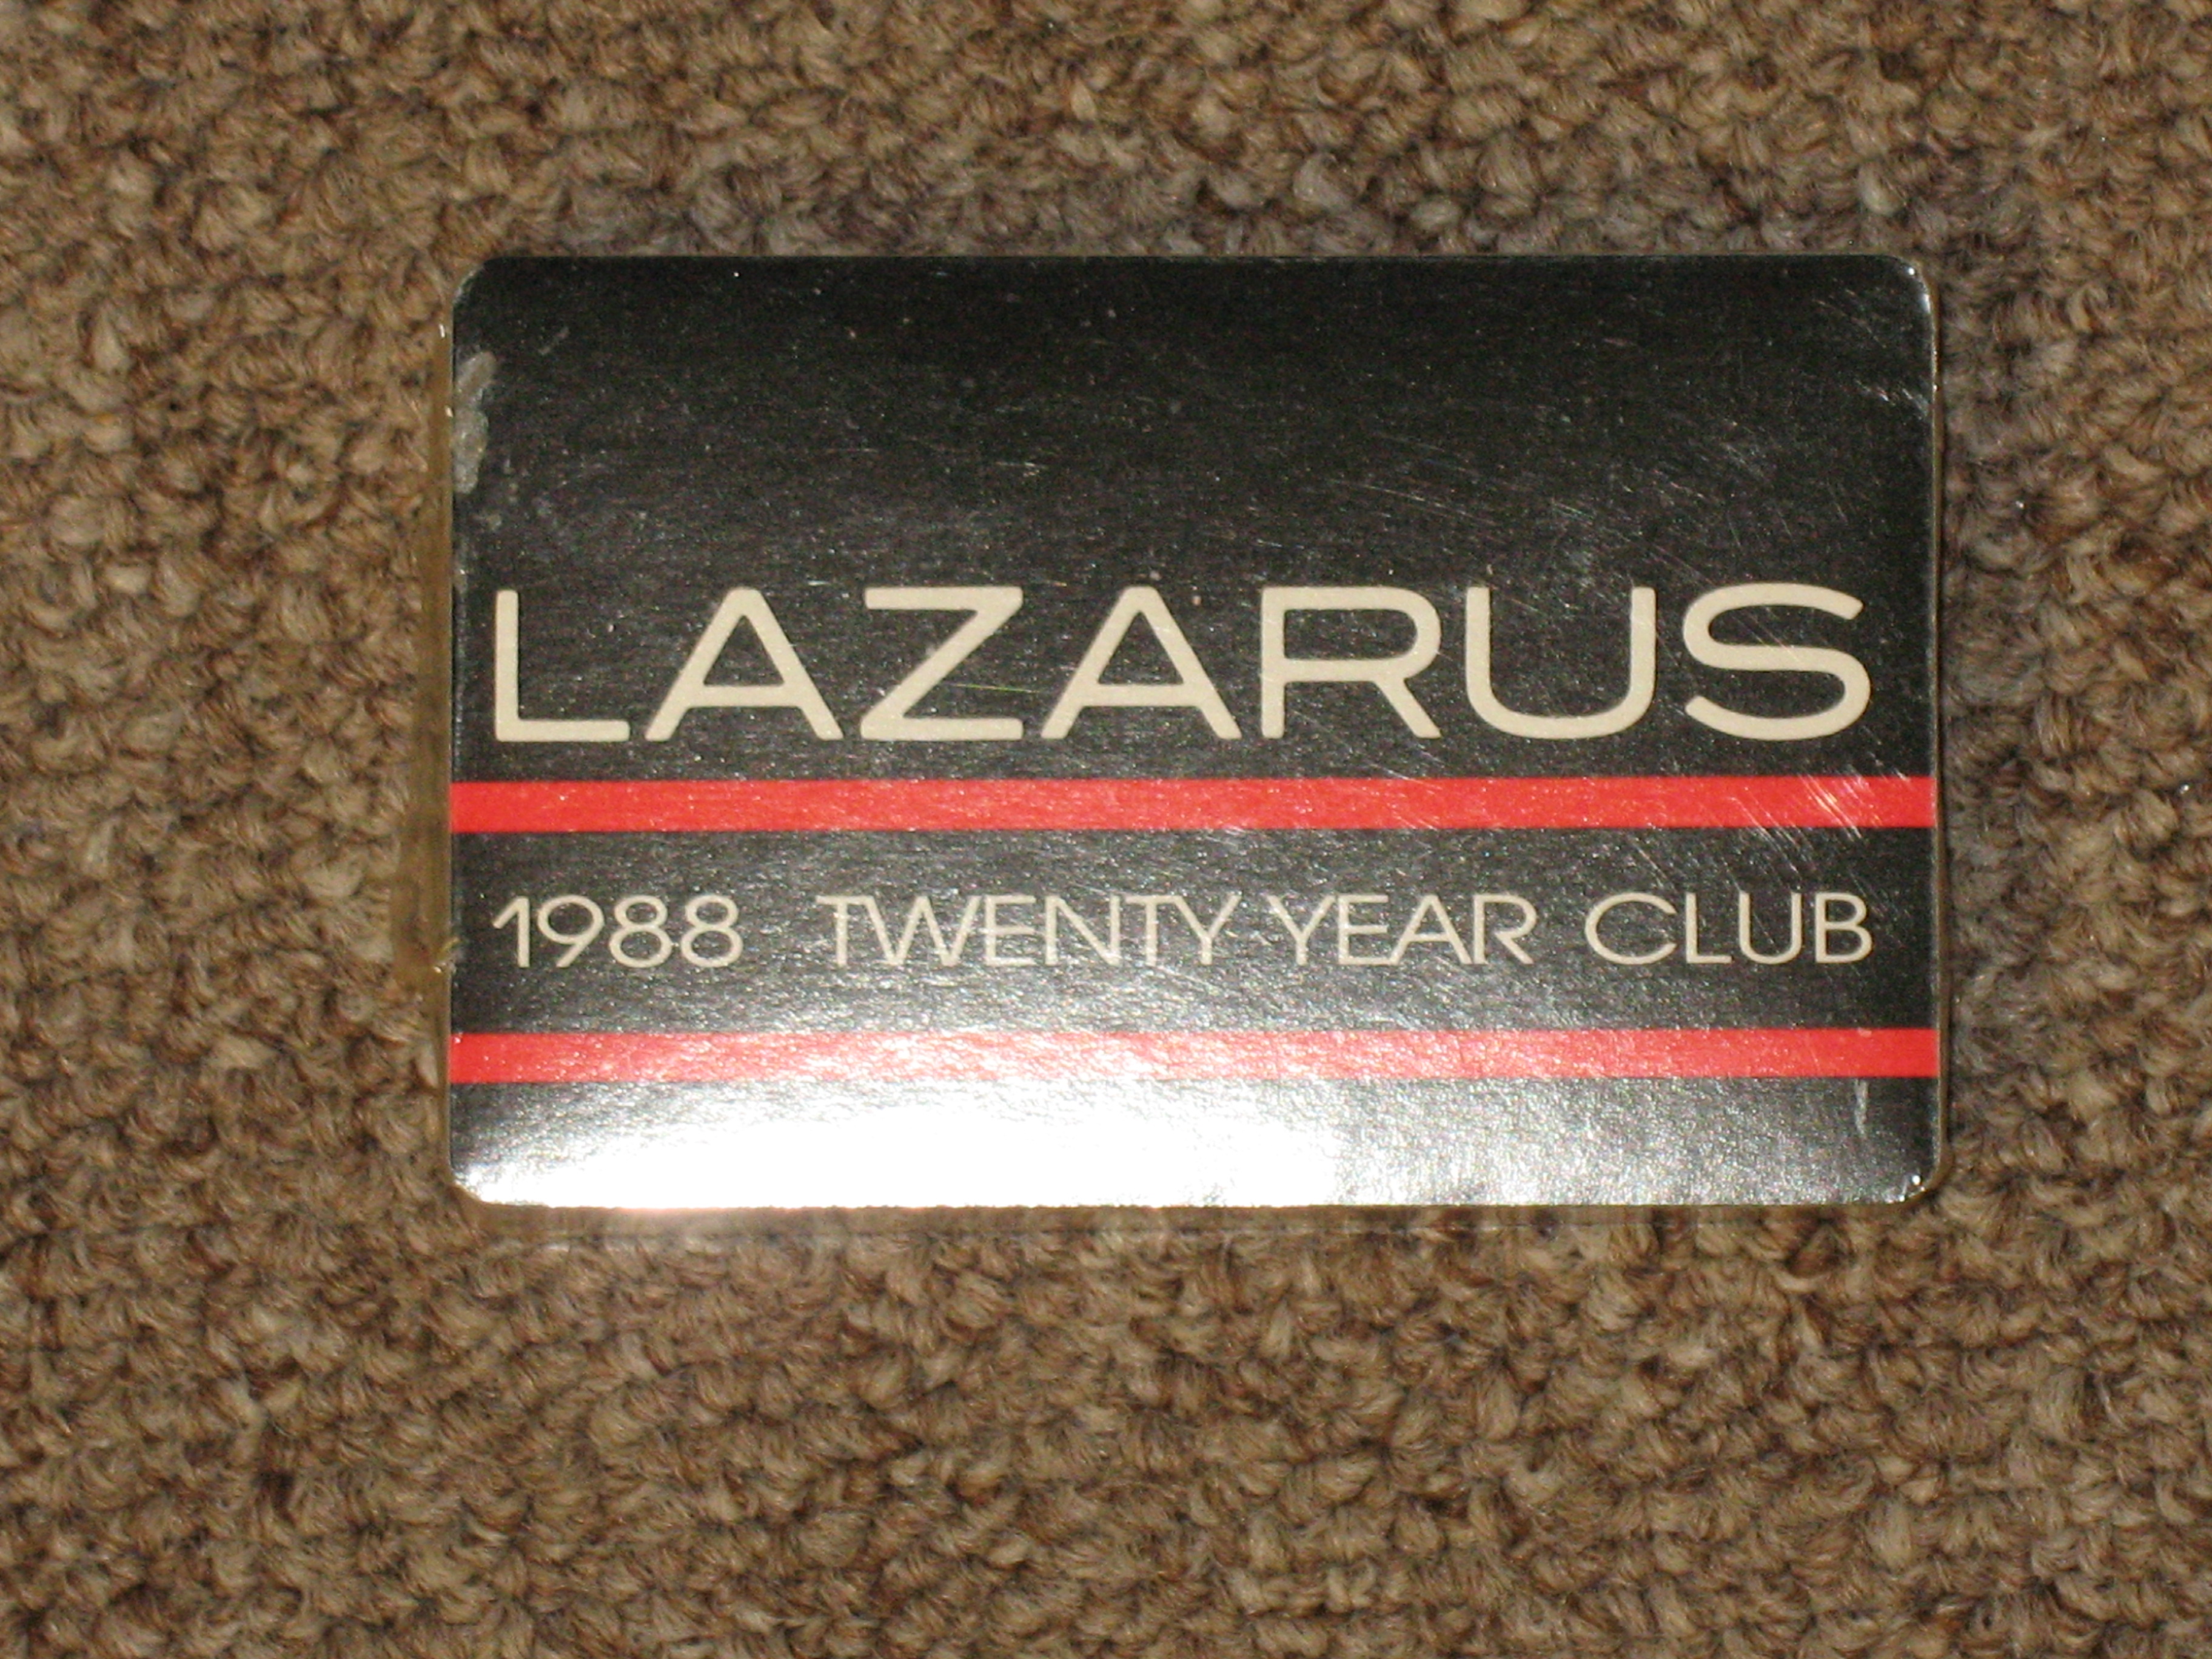 LAZARUS
1988 TWENTY YEAR CLUB